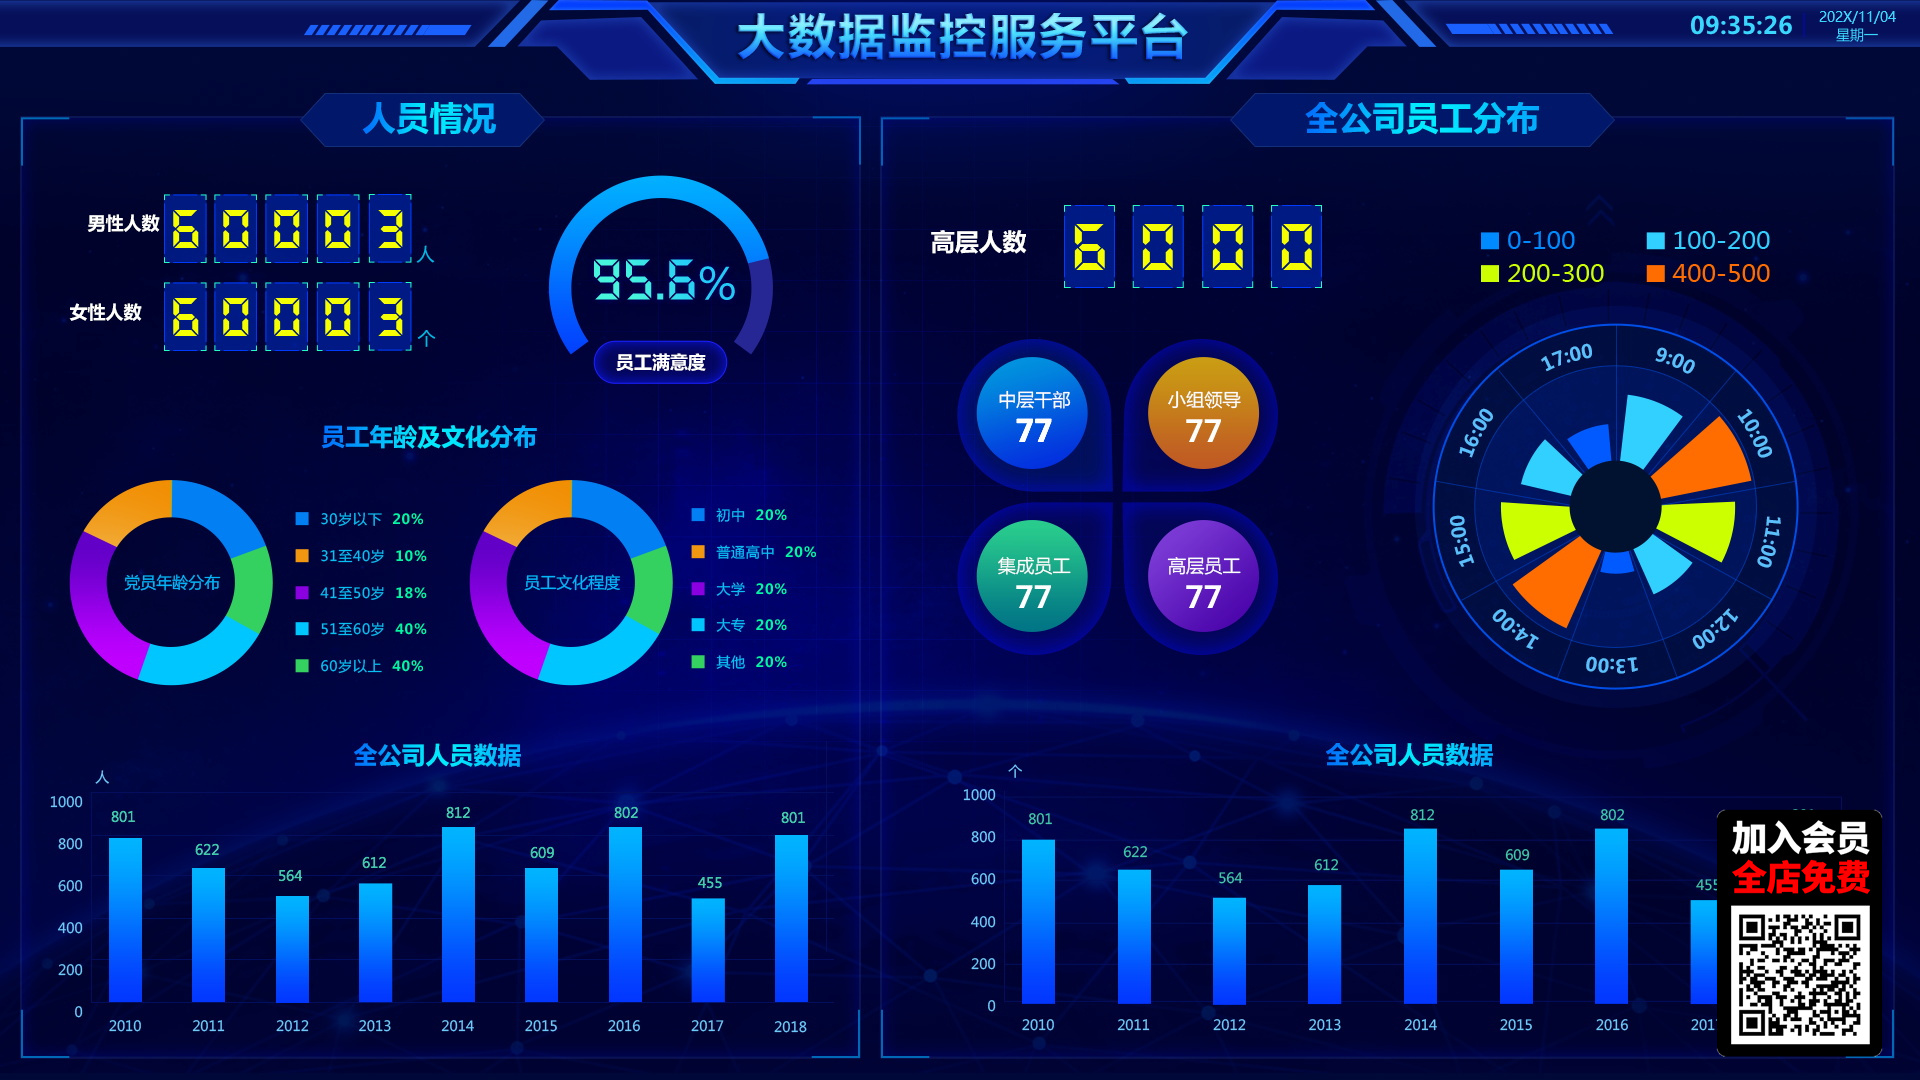 大数据监控服务平台
09:35:26
202X/11/04
星期一
人员情况
男性人数 60003 人
女性人数 60003 个
95.6%
员工满意度
员工年龄及文化分布
党员年龄分布
30岁以下 20%
31至40岁 10%
41至50岁 18%
51至60岁 40%
60岁以上 40%
员工文化程度
初中 20%
普通高中 20%
大学 20%
大专 20%
其他 20%
全公司人员数据
人
1000
800
600
400
200
0
801
622
564
612
812
609
802
455
801
2010
2011
2012
2013
2014
2015
2016
2017
2018
全公司员工分布
高层人数 6000
0-100
100-200
200-300
400-500
中层干部
77
小组领导
77
集成员工
77
高层员工
77
9:00
10:00
11:00
12:00
13:00
14:00
15:00
16:00
17:00
全公司人员数据
个
1000
800
600
400
200
0
801
622
564
612
812
609
802
455
2010
2011
2012
2013
2014
2015
2016
201
加入会员
全店免费